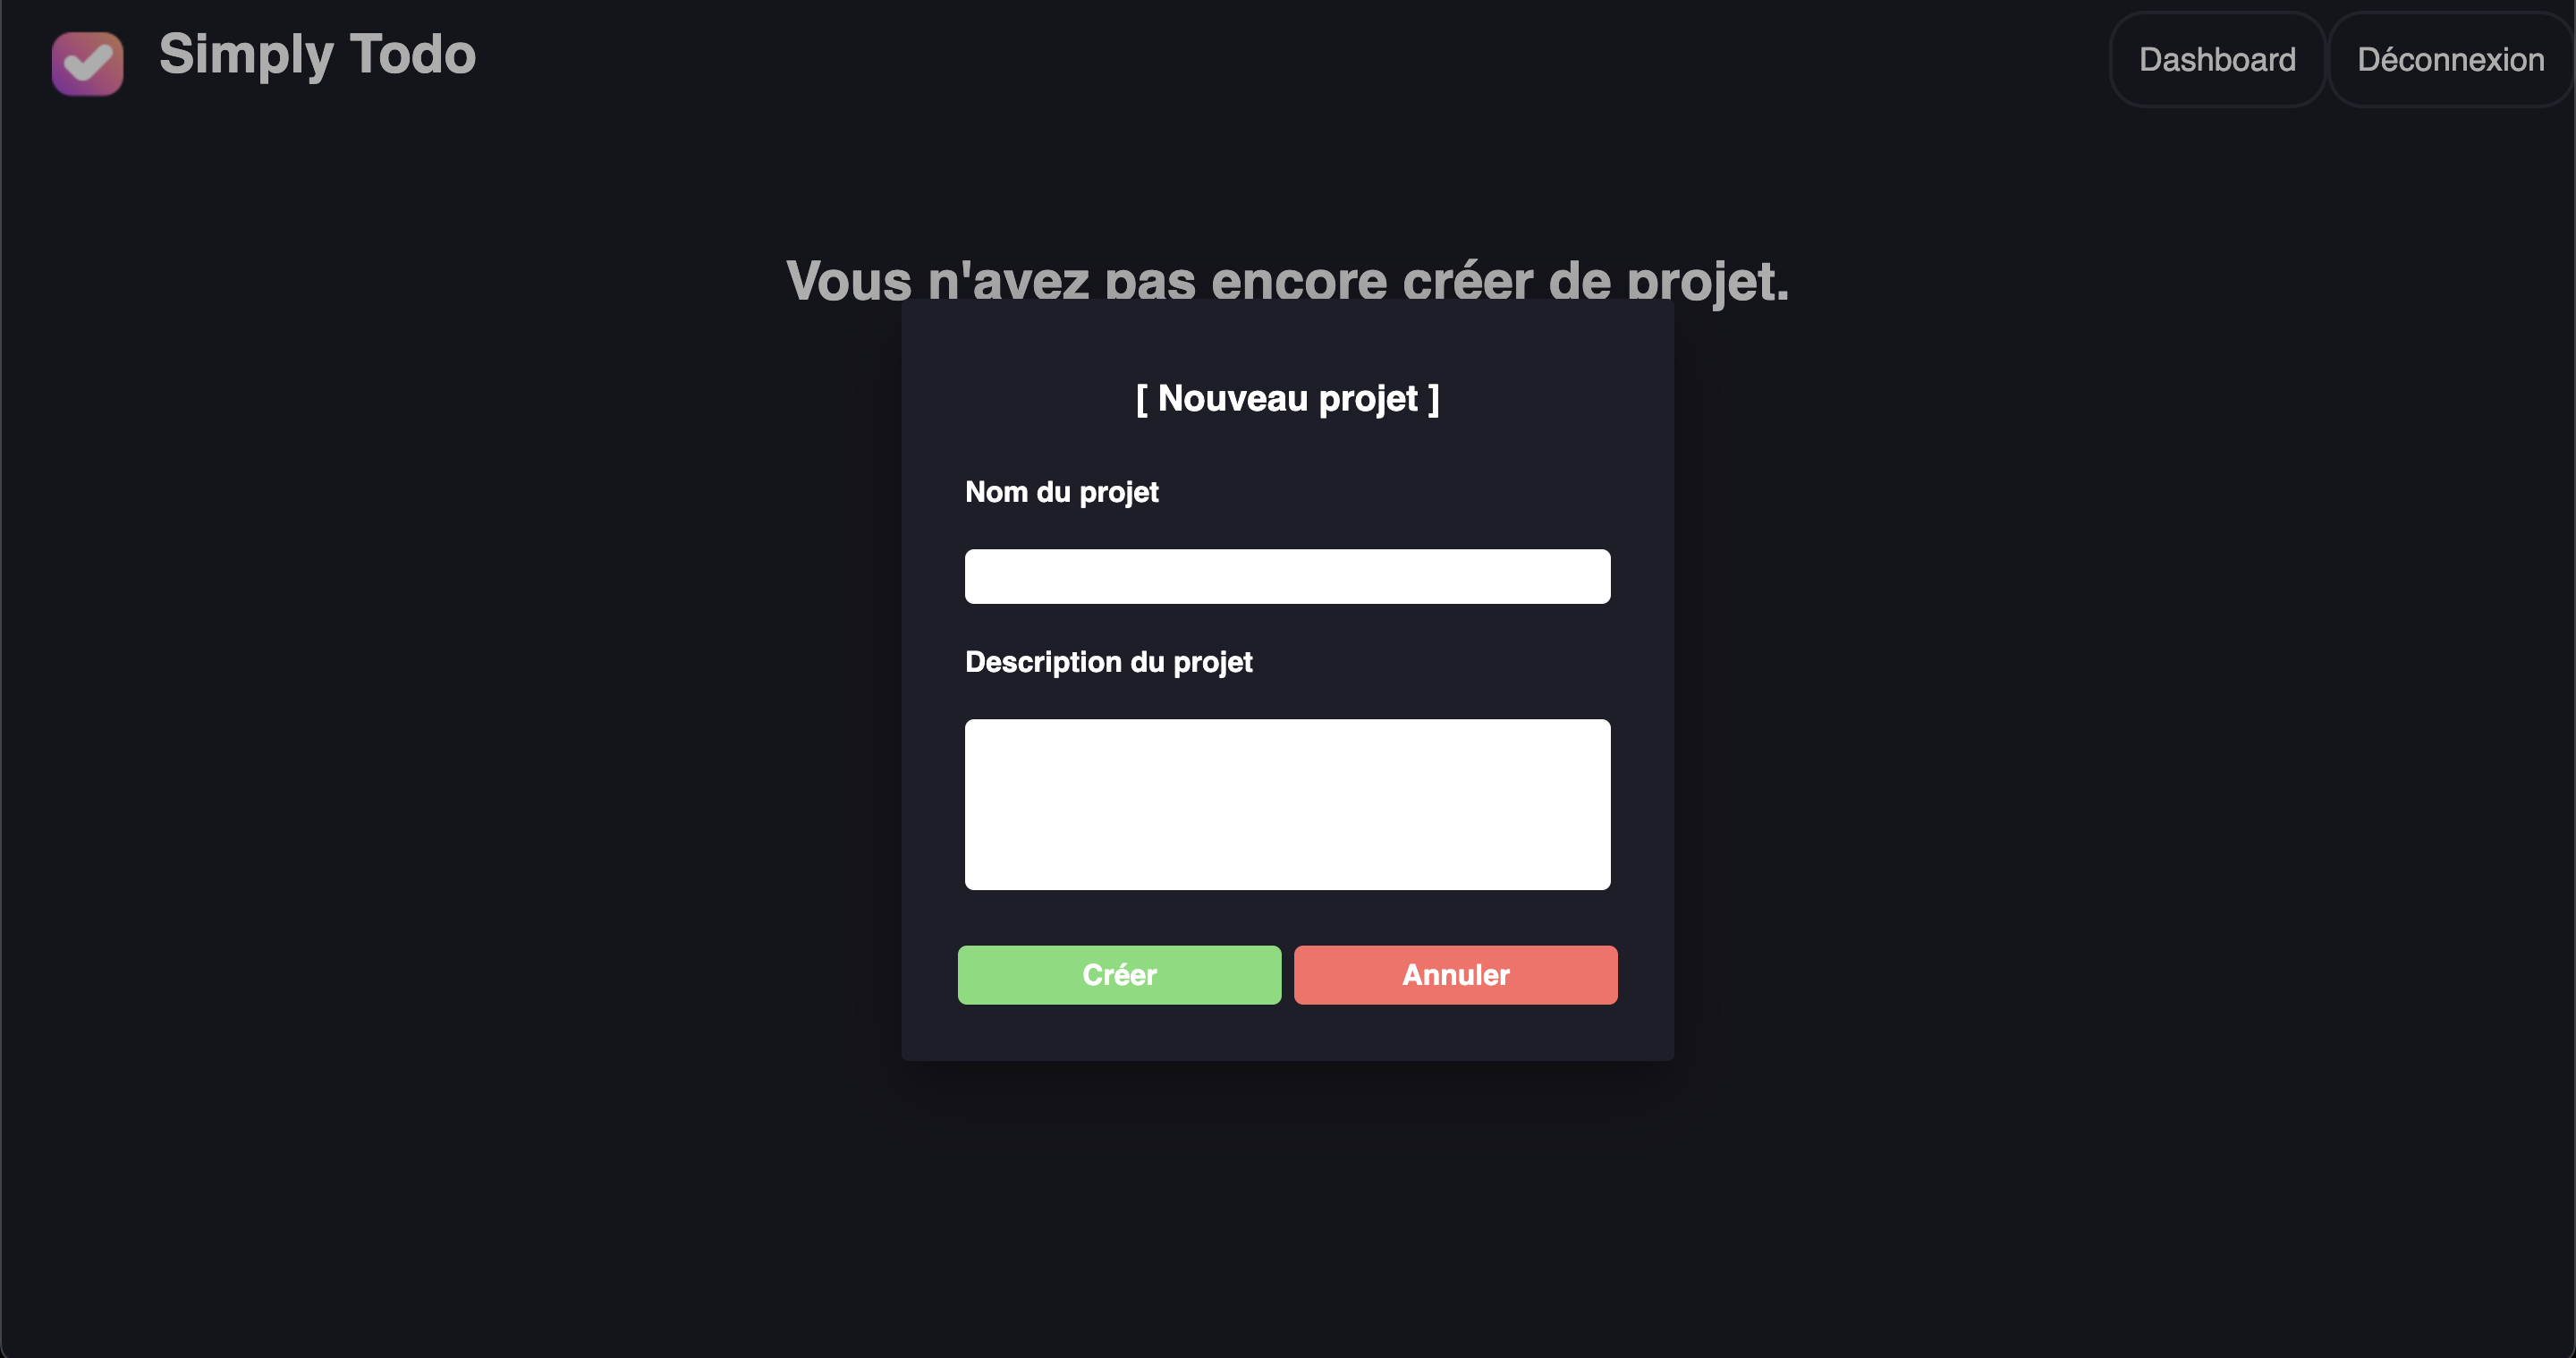 Simply Todo
Dashboard
Déconnexion
Vous n'avez pas encore créer de projet.
[ Nouveau projet ]
Nom du projet
Description du projet
Créer
Annuler